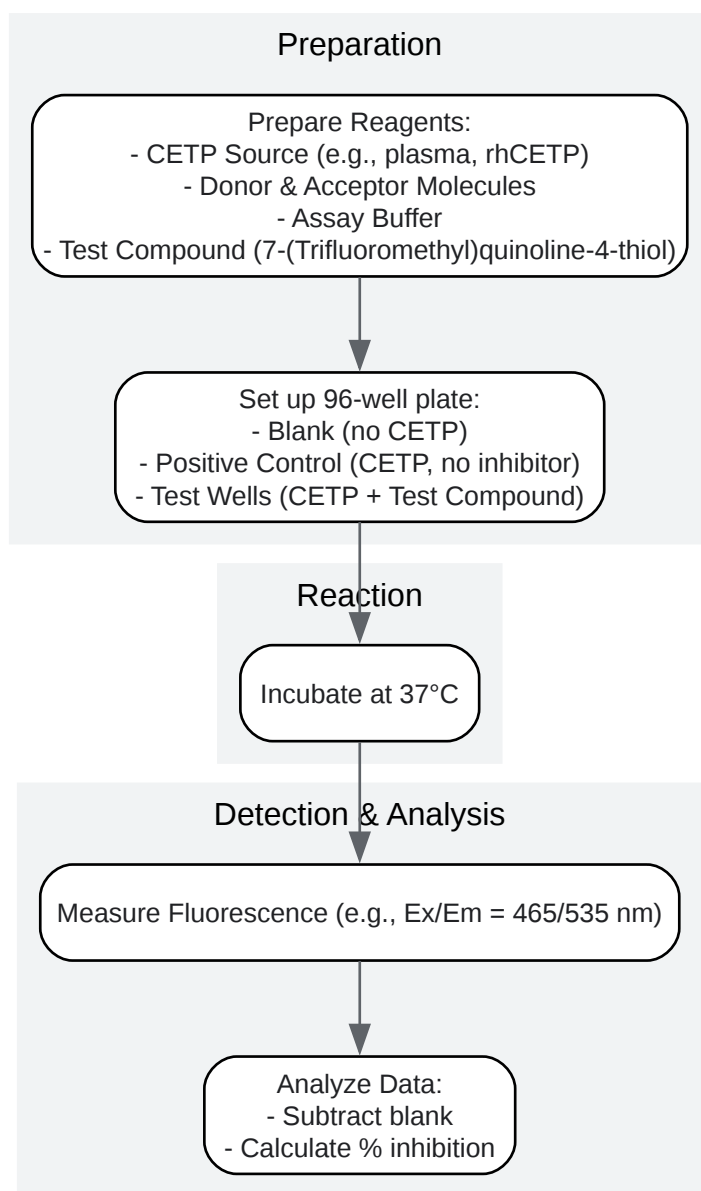 Preparation
Prepare Reagents:
- CETP Source (e.g., plasma, rhCETP)
- Donor & Acceptor Molecules
- Assay Buffer
- Test Compound (7-(Trifluoromethyl)quinoline-4-thiol)
Set up 96-well plate:
- Blank (no CETP)
- Positive Control (CETP, no inhibitor)
- Test Wells (CETP + Test Compound)
Reaction
Incubate at 37°C
Detection & Analysis
Measure Fluorescence (e.g., Ex/Em = 465/535 nm)
Analyze Data:
- Subtract blank
- Calculate % inhibition